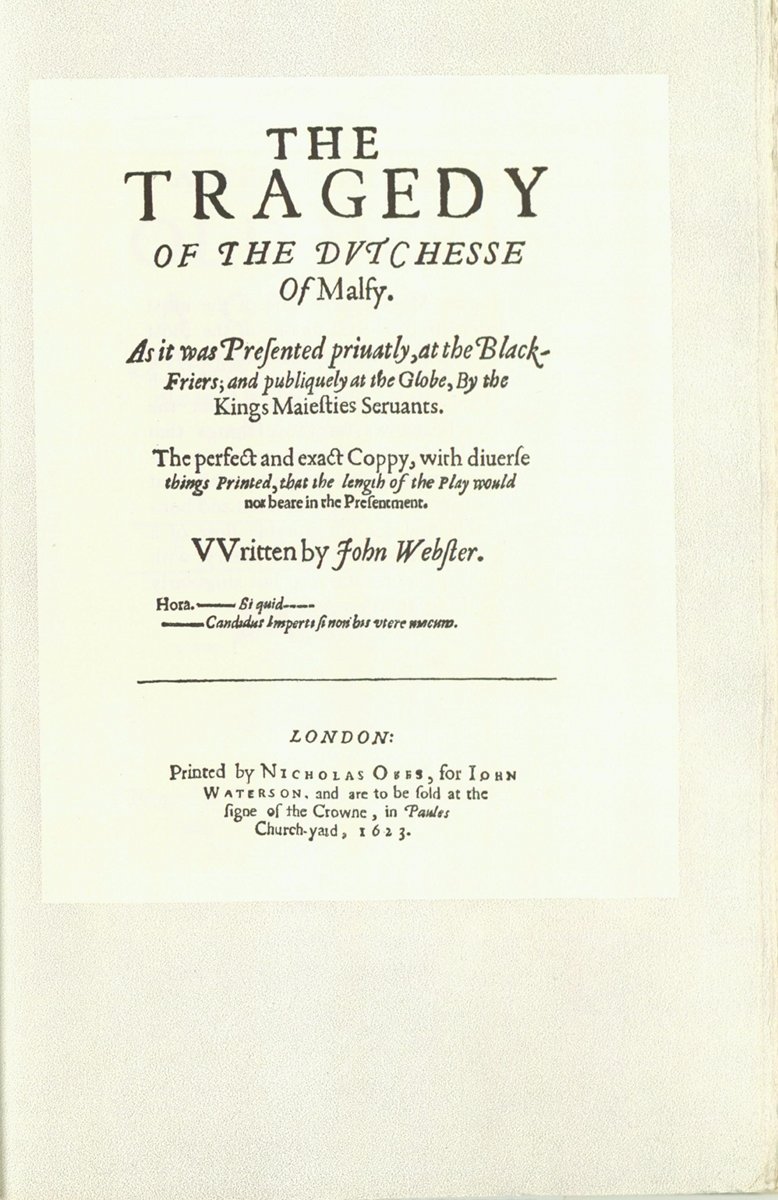 THE
TRAGEDY
OF THE DVTCHESSE
Of Malfy.
As it was Preſented priuatly, at the Black-
Friers; and publiquely at the Globe, By the
Kings Maieſties Seruants.
The perfect and exact Coppy, with diuerſe
things Printed, that the length of the Play would
not beare in the Preſentment.
VVritten by John Webſter.
Hora.—— Si quid----
——Candidus Imperti ſi non his vtere mecum.
LONDON:
Printed by NICHOLAS OKES, for IOHN
WATERSON, and are to be ſold at the
ſigne of the Crowne, in Paules
Church-yard, 1623.